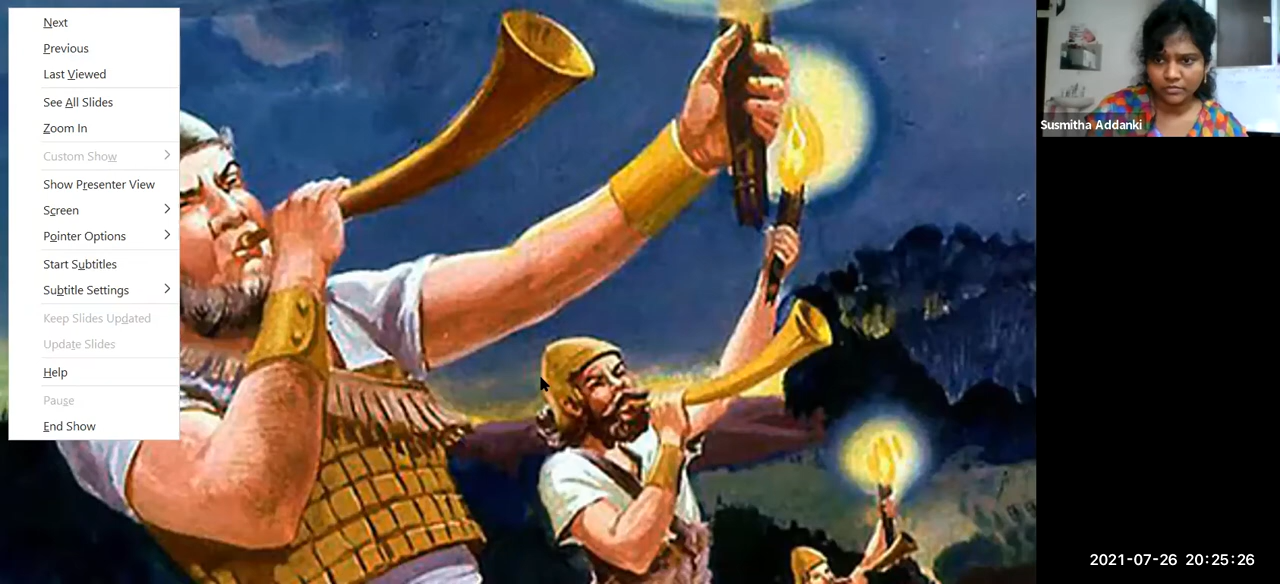 Next
Previous
Last Viewed
See All Slides
Zoom In
Custom Show
Show Presenter View
Screen
Pointer Options
Start Subtitles
Subtitle Settings
Keep Slides Updated
Update Slides
Help
Pause
End Show
Susmitha Addanki
2021-07-26 20:25:26